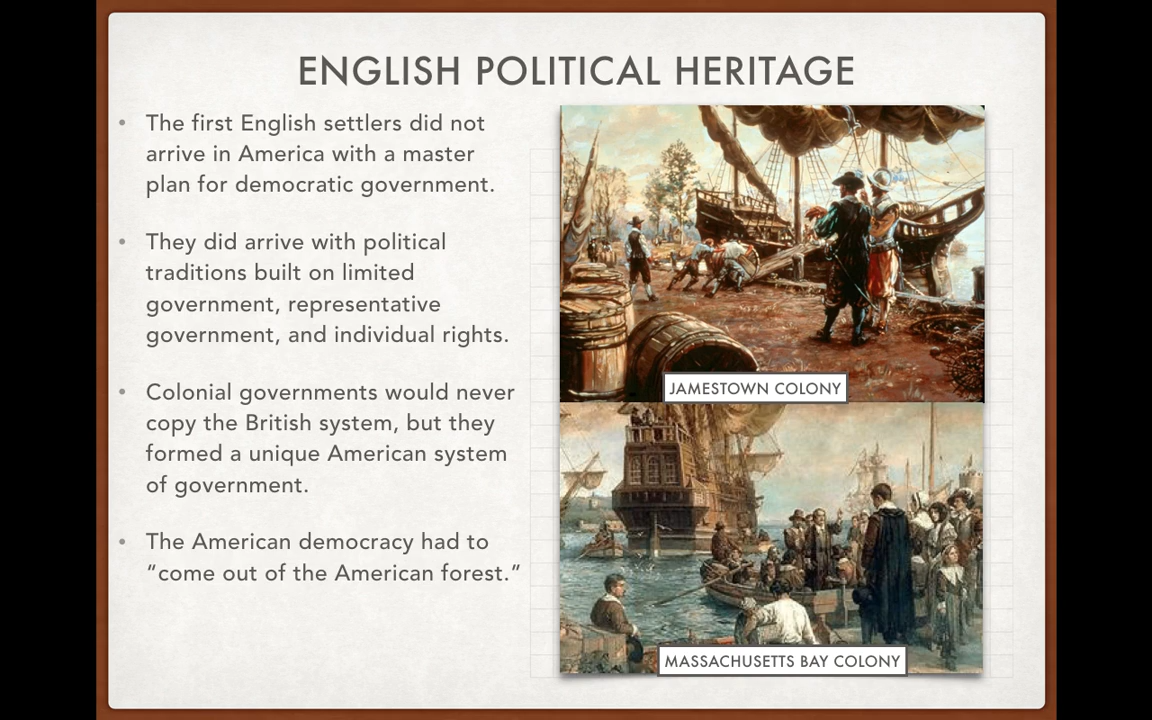 ENGLISH POLITICAL HERITAGE
• The first English settlers did not
arrive in America with a master
plan for democratic government.
• They did arrive with political
traditions built on limited
government, representative
government, and individual rights.
• Colonial governments would never
copy the British system, but they
formed a unique American system
of government.
• The American democracy had to
“come out of the American forest.”
JAMESTOWN COLONY
MASSACHUSETTS BAY COLONY